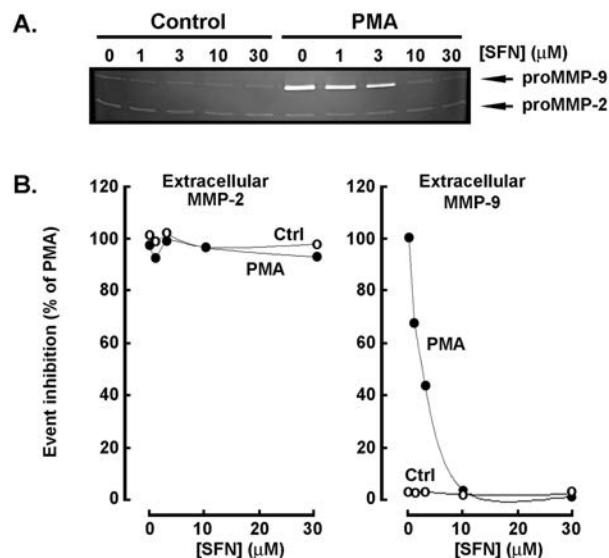 A.
Control PMA
0 1 3 10 30 0 1 3 10 30 [SFN] (μM)
proMMP-9
proMMP-2
B.
Extracellular
MMP-2
Extracellular
MMP-9
Event inhibition (% of PMA)
120
100
80
60
40
20
0
Ctrl
PMA
0 10 20 30
[SFN] (μM)
120
100
80
60
40
20
0
PMA
Ctrl
0 10 20 30
[SFN] (μM)